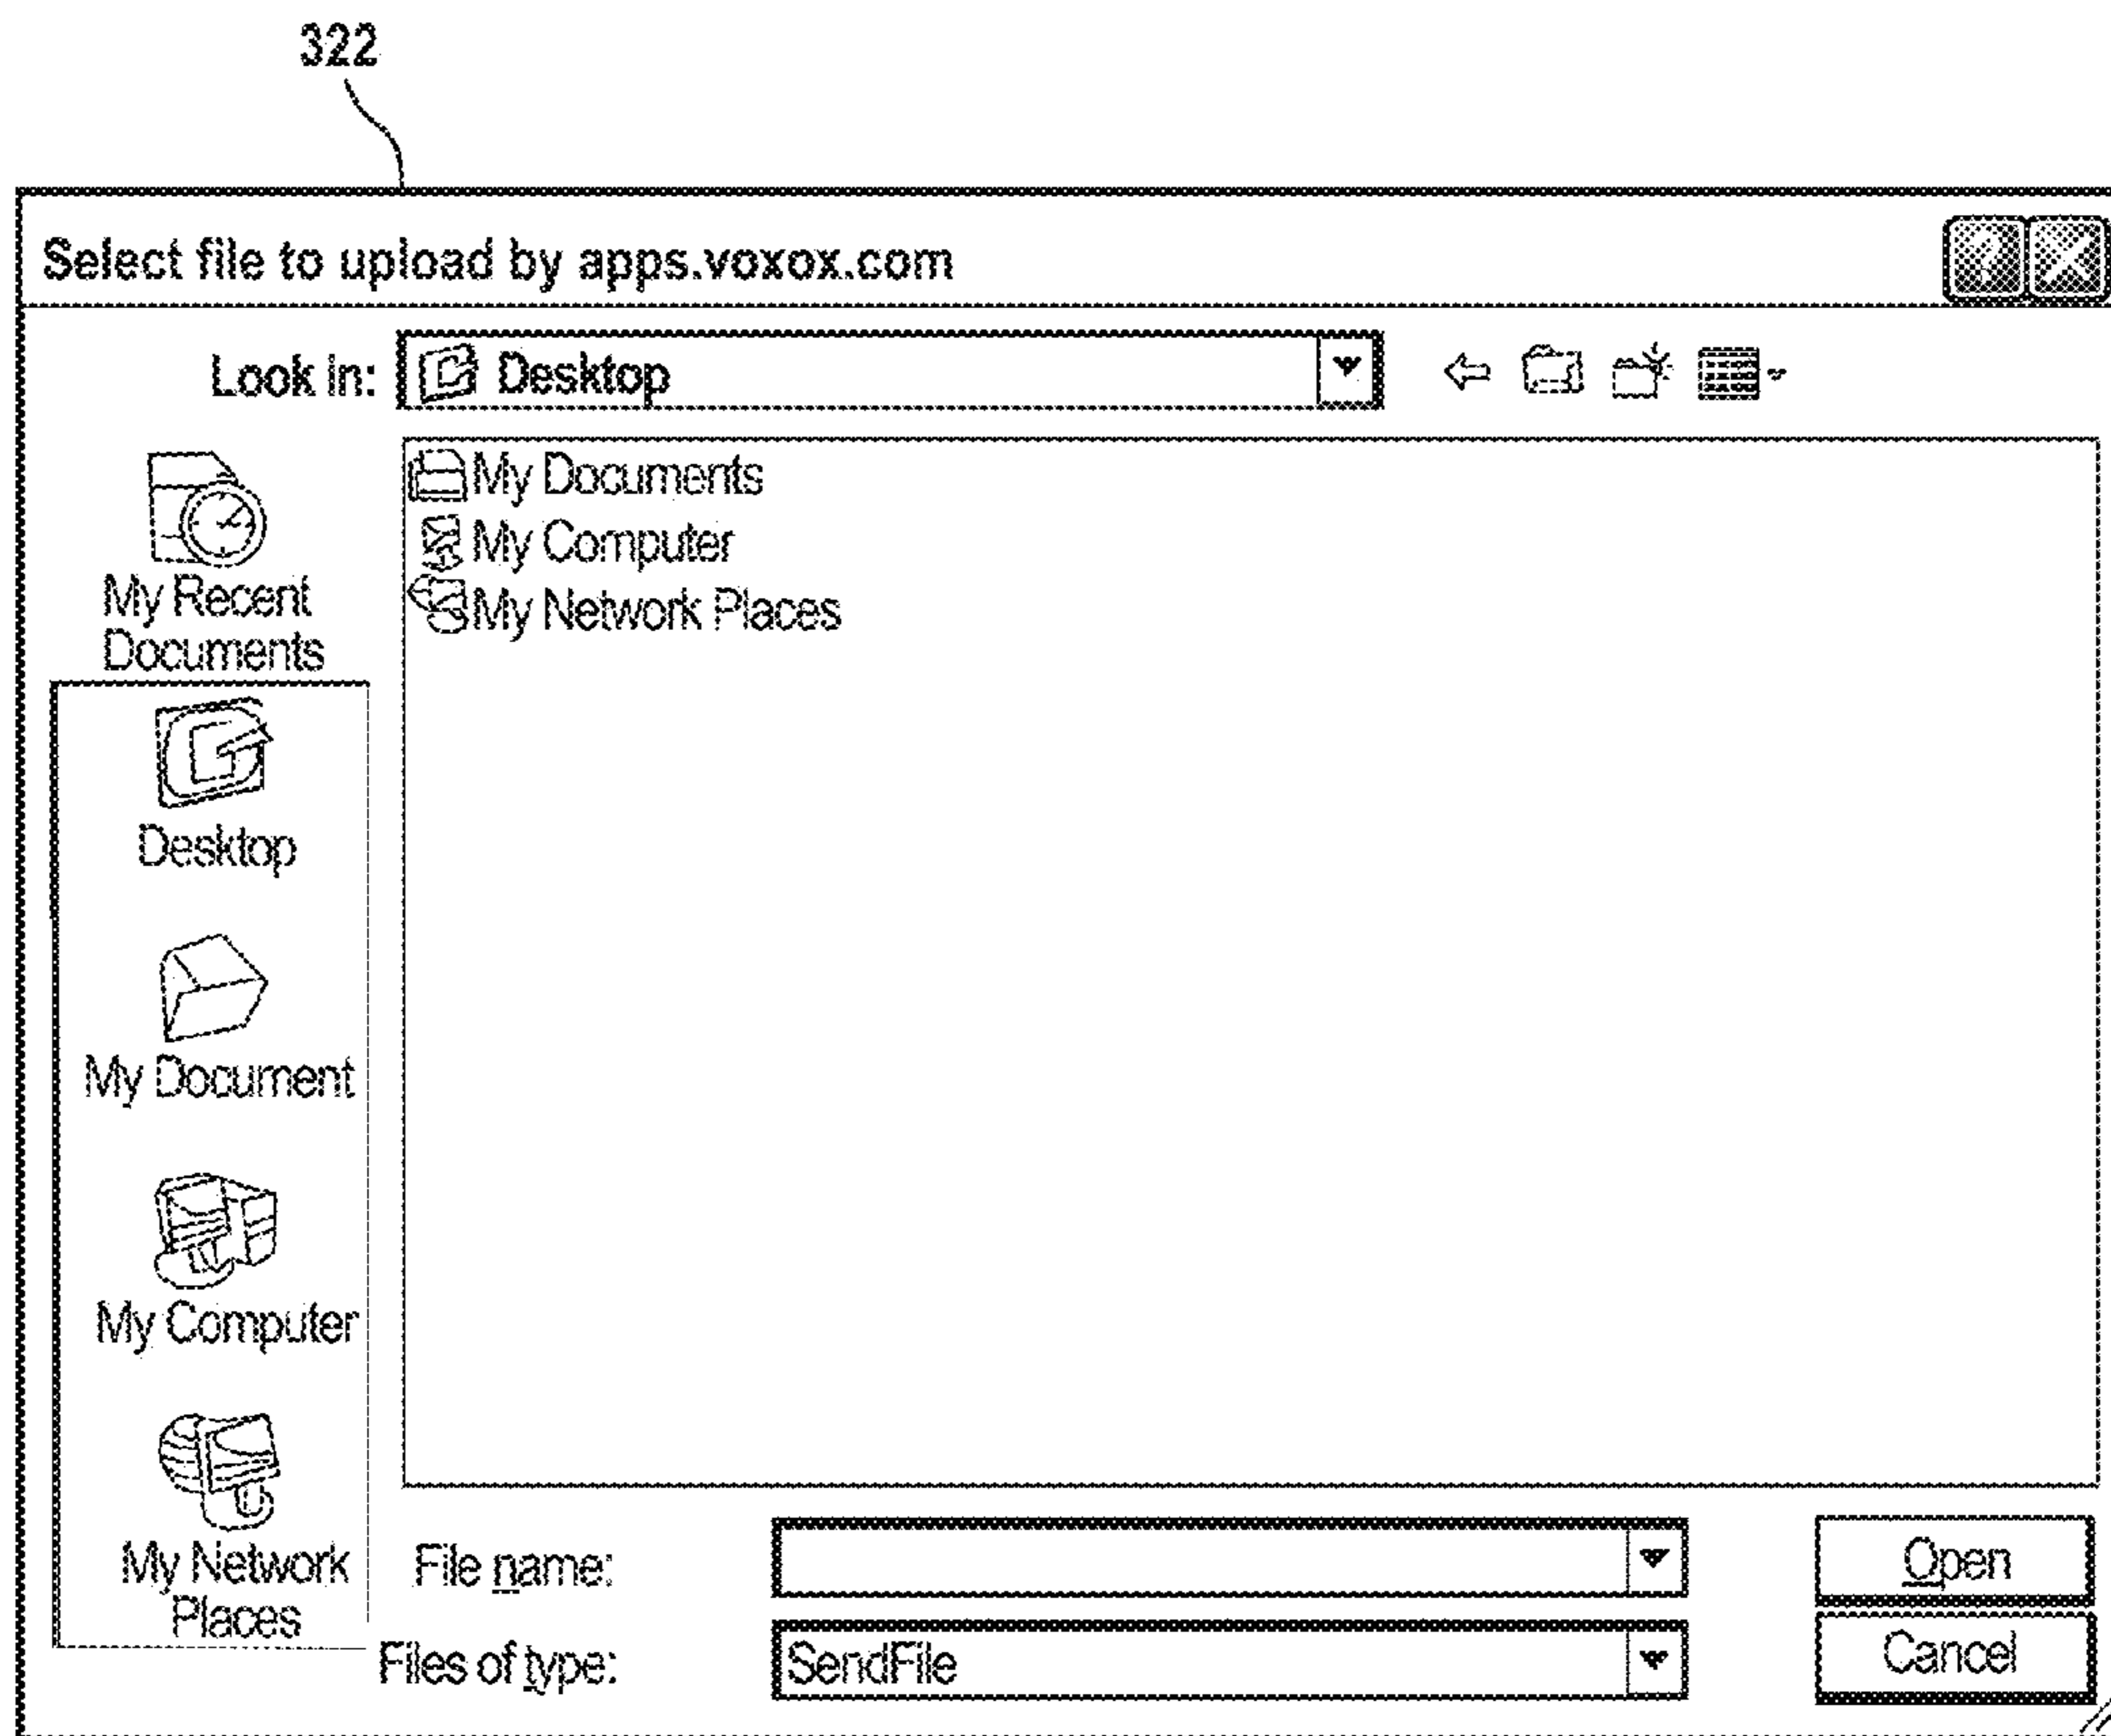 322
Select file to upload by apps.voxox.com
? X
Look in: Desktop
My Documents
My Computer
My Network Places
My Recent
Documents
Desktop
My Document
My Computer
My Network
Places
File name:
Open
Files of type: SendFile
Cancel